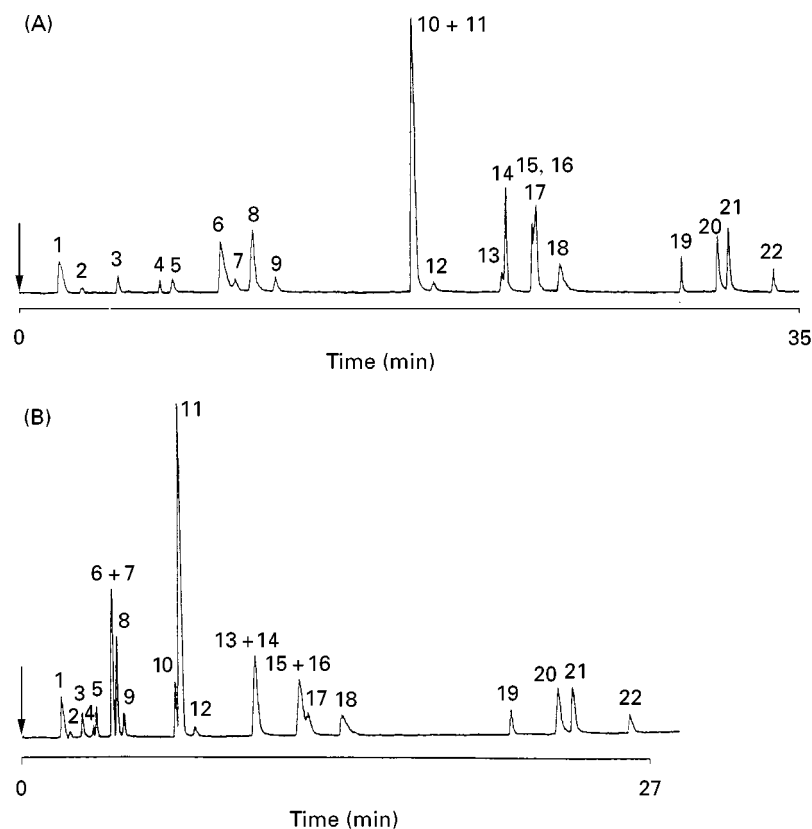 (A)
10 + 11
14 15, 16
8 17
6
1 13 18 20 21
3 7 9 19 22
2 4 5 12
0 35
Time (min)
(B)
11
6 + 7
8
13 + 14
10 15 + 16
1 5 20 21
3 9 17 18 19 22
2 4 12
0 27
Time (min)